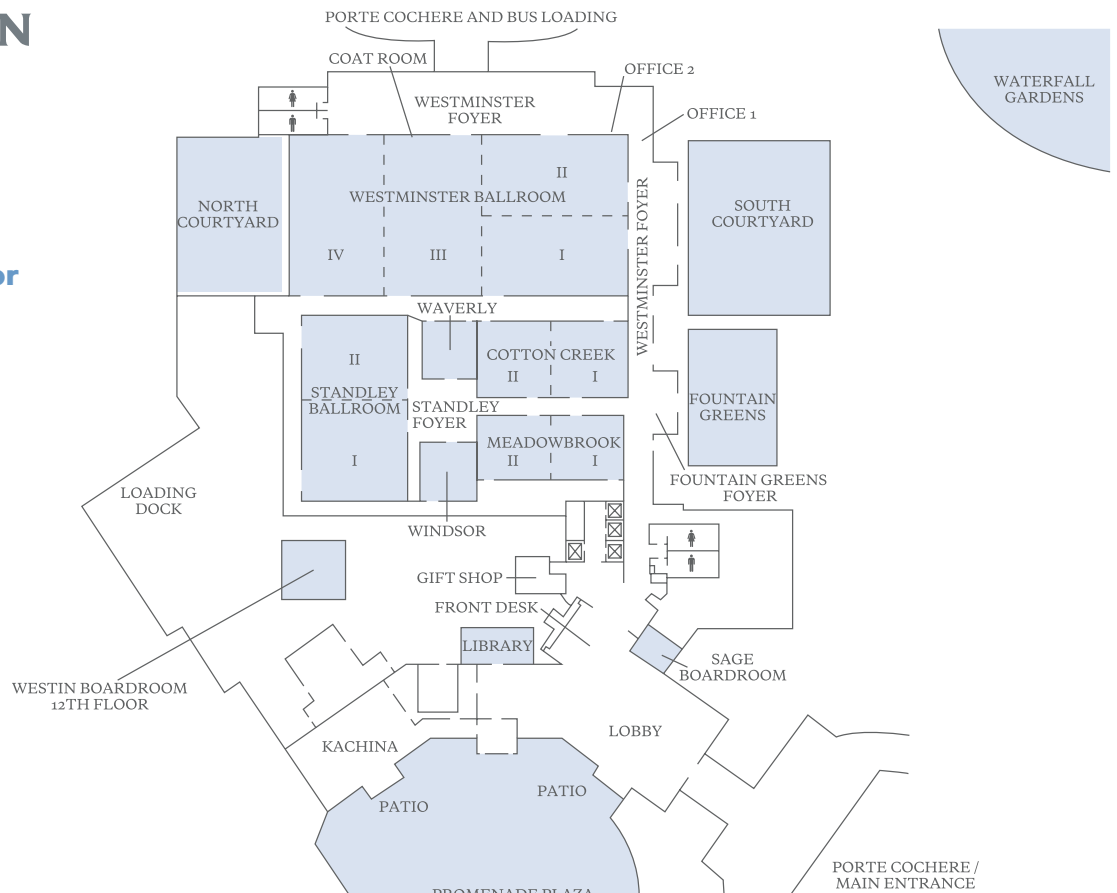 N
PORTE COCHERE AND BUS LOADING
COAT ROOM
OFFICE 2
WATERFALL
GARDENS
WESTMINSTER
FOYER
OFFICE 1
II
WESTMINSTER BALLROOM
NORTH
COURTYARD
SOUTH
COURTYARD
IV
III
I
WESTMINSTER FOYER
or
WAVERLY
COTTON CREEK
II
I
II
STANDLEY
BALLROOM
STANDLEY
FOYER
FOUNTAIN
GREENS
MEADOWBROOK
II
I
I
FOUNTAIN GREENS
FOYER
LOADING
DOCK
WINDSOR
GIFT SHOP
FRONT DESK
LIBRARY
SAGE
BOARDROOM
WESTIN BOARDROOM
12TH FLOOR
LOBBY
KACHINA
PATIO
PATIO
PORTE COCHERE /
MAIN ENTRANCE
PROMENADE PLAZA